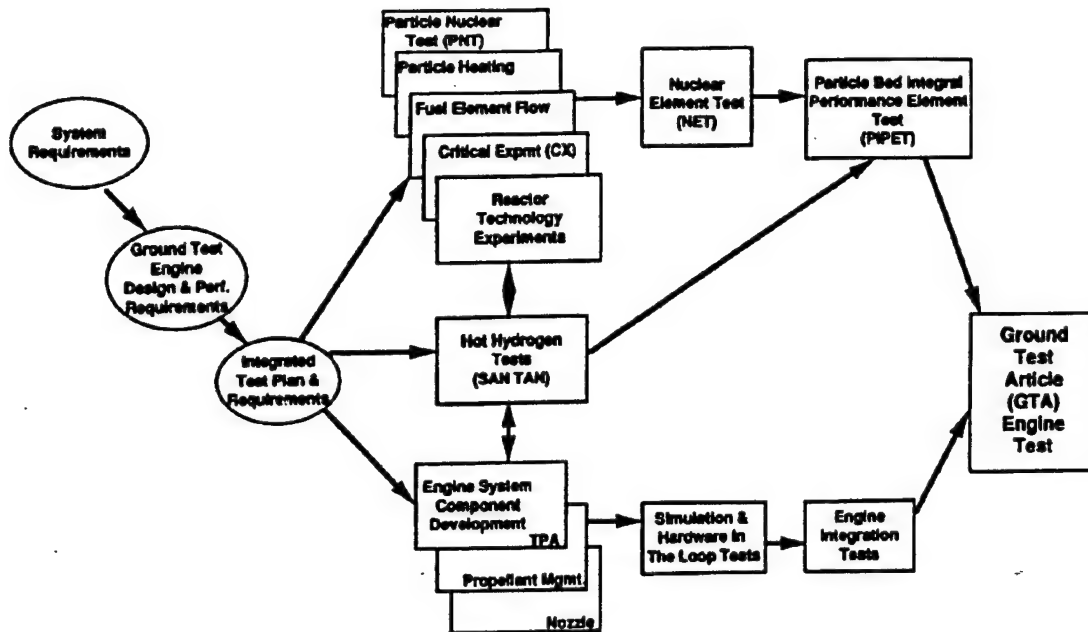 Particle Nuclear
Test (PNT)
Particle Heating
Fuel Element Flow
Critical Expmt (CX)
Reactor
Technology
Experiments
Nuclear
Element Test
(NET)
Particle Bed Integral
Performance Element
Test
(PIPET)
System
Requirements
Ground Test
Engine
Design & Perf.
Requirements
Integrated
Test Plan &
Requirements
Hot Hydrogen
Tests
(SAN TAN)
Ground
Test
Article
(GTA)
Engine
Test
Engine System
Component
Development
TPA
Propellant Mgmt.
Nozzle
Simulation &
Hardware In
The Loop Tests
Engine
Integration
Tests